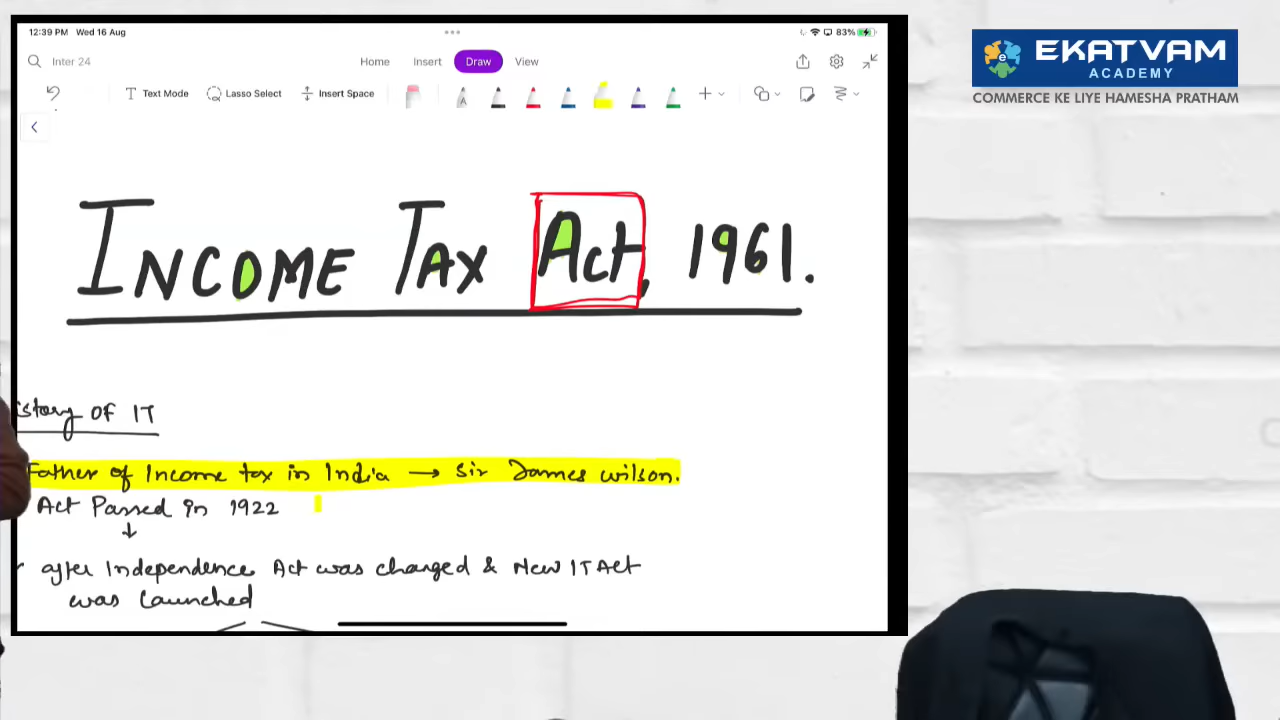 12:39 PM Wed 16 Aug
83%
Inter 24
Home Insert Draw View
Text Mode Lasso Select Insert Space
INCOME TAX Act, 1961.
story of IT
Father of Income tax in India → Sir James Wilson.
Act Passed in 1922
↓
after Independence Act was changed & New IT Act
was launched
EKATVAM
ACADEMY
COMMERCE KE LIYE HAMESHA PRATHAM